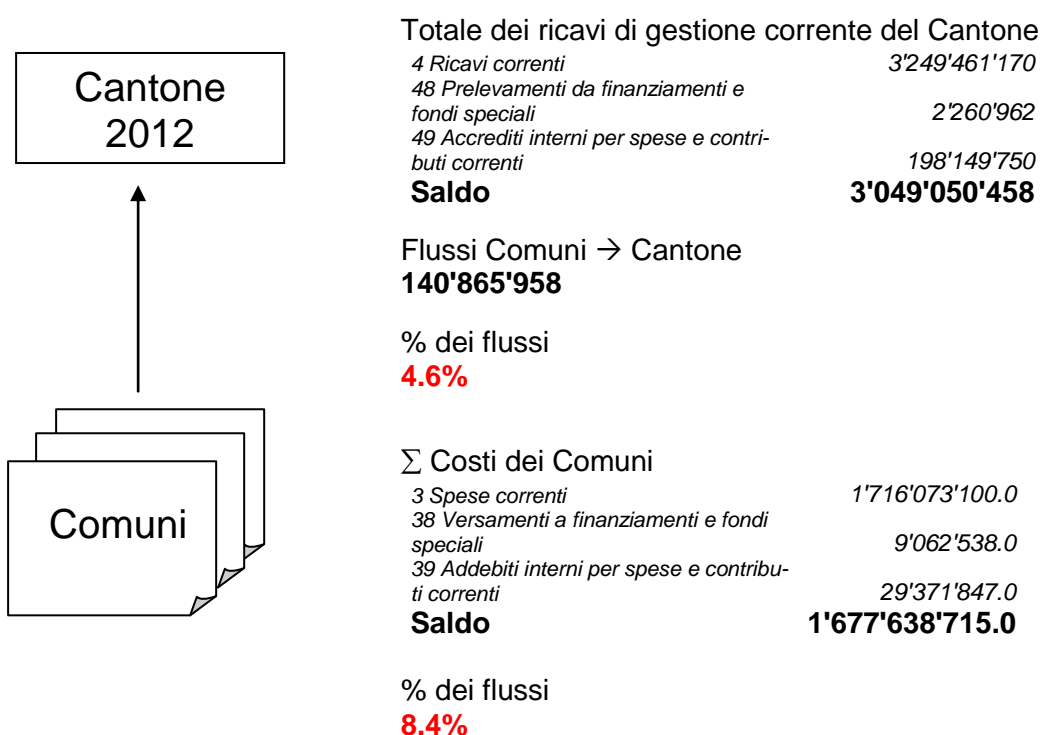 Cantone
2012
Totale dei ricavi di gestione corrente del Cantone
4 Ricavi correnti 3'249'461'170
48 Prelevamenti da finanziamenti e
fondi speciali 2'260'962
49 Accrediti interni per spese e contri-
buti correnti 198'149'750
Saldo 3'049'050'458
Flussi Comuni → Cantone
140'865'958
% dei flussi
4.6%
Comuni
∑ Costi dei Comuni
3 Spese correnti 1'716'073'100.0
38 Versamenti a finanziamenti e fondi
speciali 9'062'538.0
39 Addebiti interni per spese e contribu-
ti correnti 29'371'847.0
Saldo 1'677'638'715.0
% dei flussi
8.4%